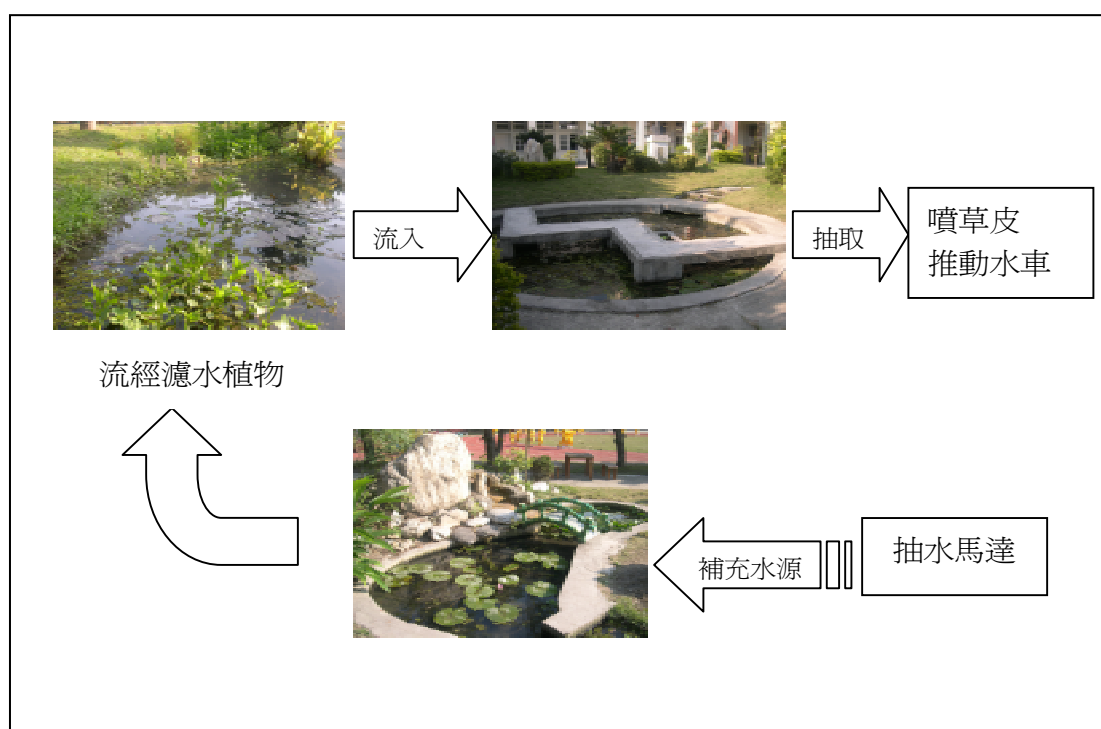 流入
抽取
噴草皮
推動水車
流經濾水植物
補充水源
抽水馬達